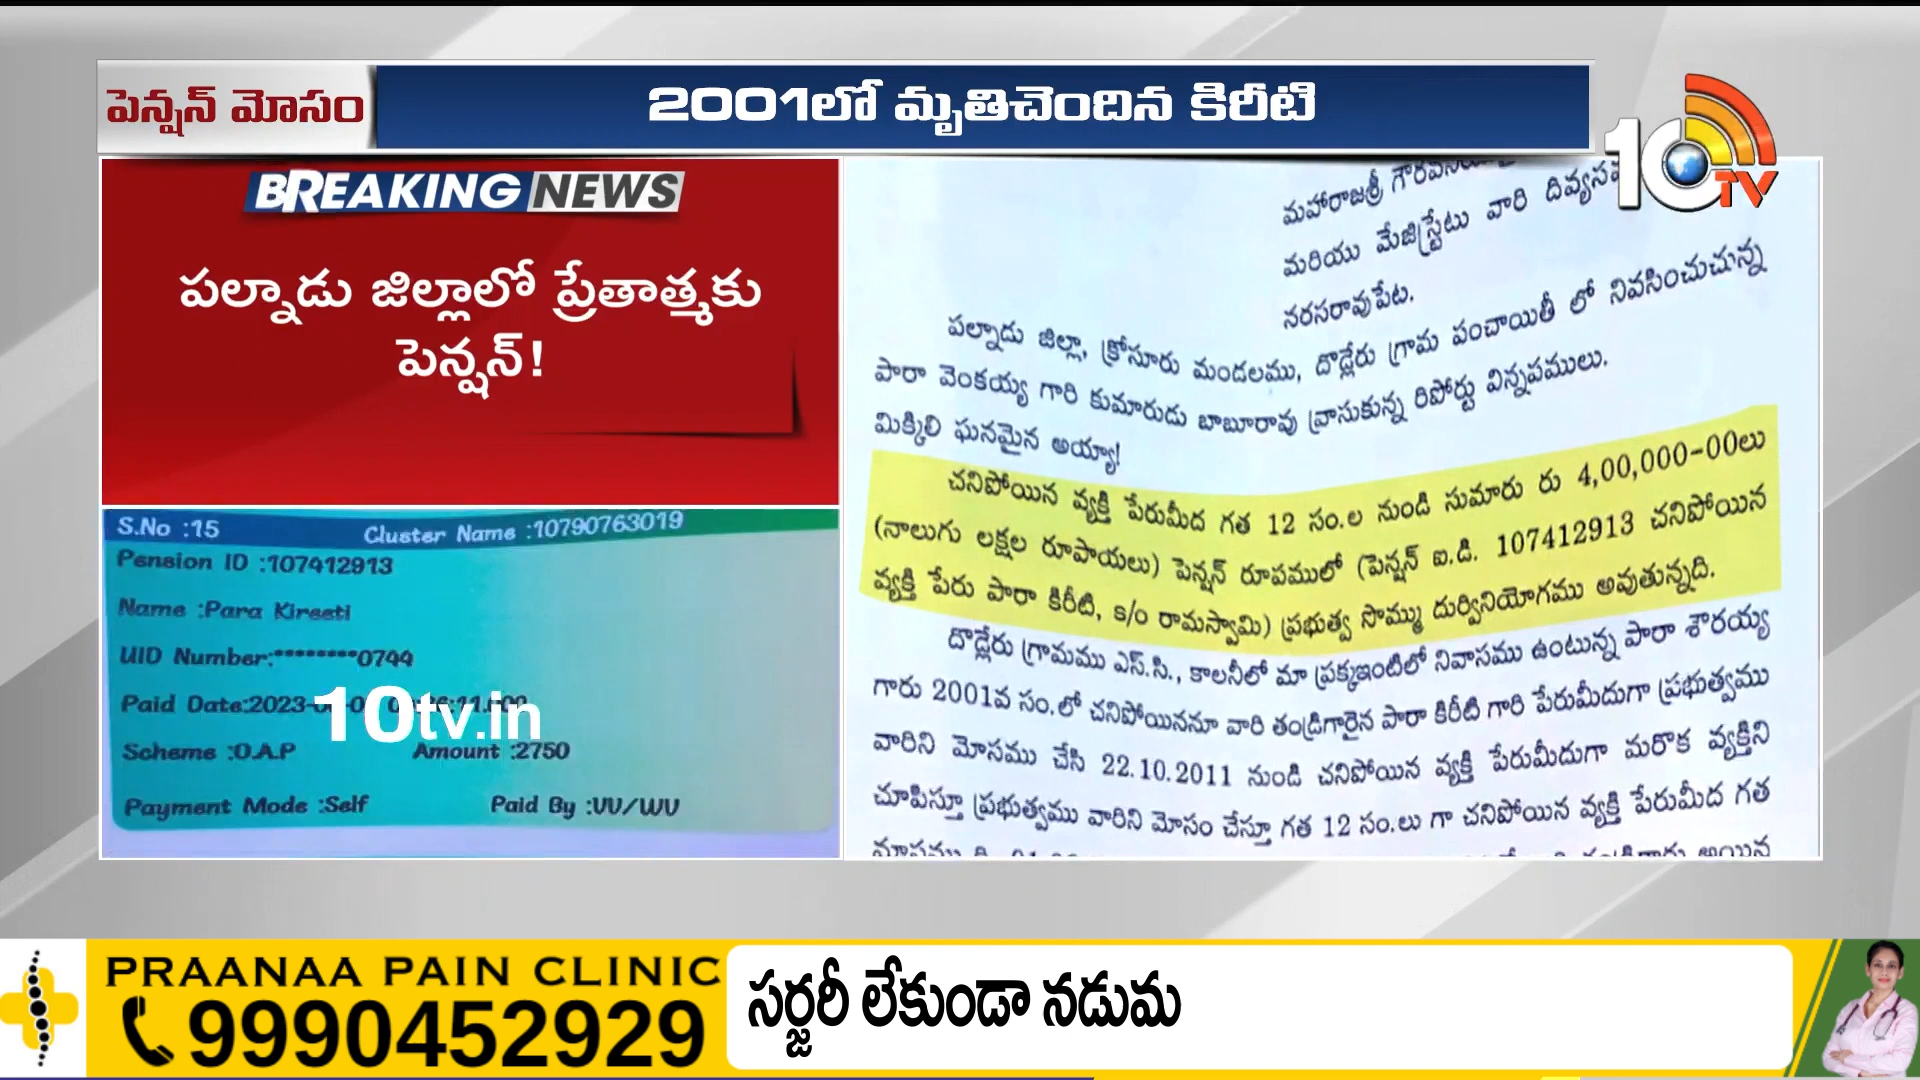 పెన్షన్ మోసం
2001లో మృతిచెందిన కిరీటి
10TV
BREAKING NEWS
పల్నాడు జిల్లాలో ప్రేతాత్మకు
పెన్షన్!
S.No :15 Cluster Name :10790763019
Pension ID :107412913
Name :Para Kireeti
UID Number:********0744
Paid Date:2023-
10tv.in
Scheme :O.A.P Amount :2750
Payment Mode :Self Paid By :VV/WV
మహారాజశ్రీ
మరియు మేజిస్ట్రేటు వారి
నరసరావుపేట.
పల్నాడు జిల్లా, క్రోసూరు మండలము, దొడ్లేరు గ్రామ పంచాయితీ లో నివసించుచున్న
పారా వెంకయ్య గారి కుమారుడు బాబూరావు వ్రాసుకున్న రిపోర్టు విన్నపములు.
మిక్కిలి ఘనమైన అయ్యా!
చనిపోయిన వ్యక్తి పేరుమీద గత 12 సం.ల నుండి సుమారు రు 4,00,000-00లు
(నాలుగు లక్షల రూపాయలు) పెన్షన్ రూపములో (పెన్షన్ ఐ.డి. 107412913 చనిపోయిన
వ్యక్తి పేరు పారా కిరీటి, s/o రామస్వామి) ప్రభుత్వ సొమ్ము దుర్వినియోగము అవుతున్నది.
దొడ్లేరు గ్రామము ఎస్.సి., కాలనీలో మా ప్రక్కఇంటిలో నివాసము ఉంటున్న పారా శౌరయ్య
గారు 2001వ సం.లో చనిపోయిననూ వారి తండ్రిగారైన పారా కిరీటి గారి పేరుమీదుగా ప్రభుత్వము
వారిని మోసము చేసి 22.10.2011 నుండి చనిపోయిన వ్యక్తి పేరుమీదుగా మరొక వ్యక్తిని
చూపిస్తూ ప్రభుత్వము వారిని మోసం చేస్తూ గత 12 సం.లు గా చనిపోయిన వ్యక్తి పేరుమీద గత
PRAANAA PAIN CLINIC
9990452929
సర్జరీ లేకుండా నడుమ